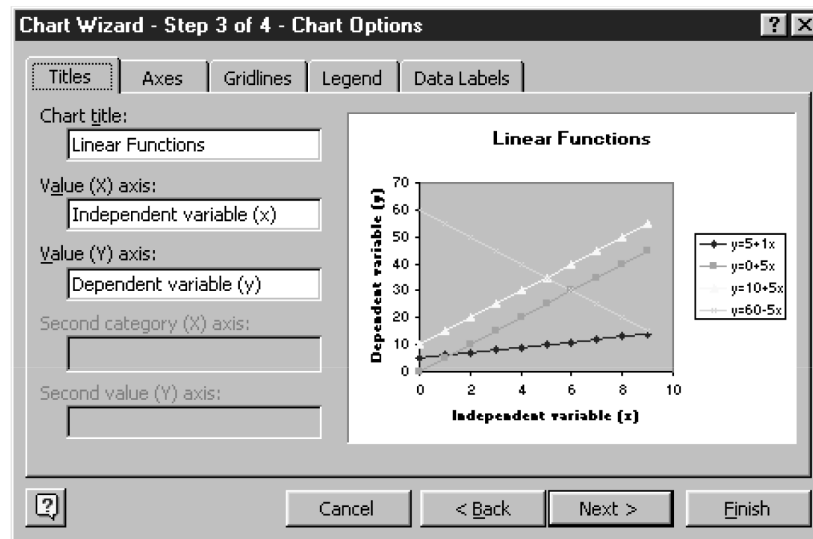 Chart Wizard - Step 3 of 4 - Chart Options
Titles Axes Gridlines Legend Data Labels
Chart title:
Linear Functions
Value (X) axis:
Independent variable (x)
Value (Y) axis:
Dependent variable (y)
Second category (X) axis:
Second value (Y) axis:
Linear Functions
Dependent variable (y)
70
60
50
40
30
20
10
0
0 2 4 6 8 10
Independent variable (x)
y=5+1x
y=0+5x
y=10+5x
y=60-5x
Cancel < Back Next > Finish